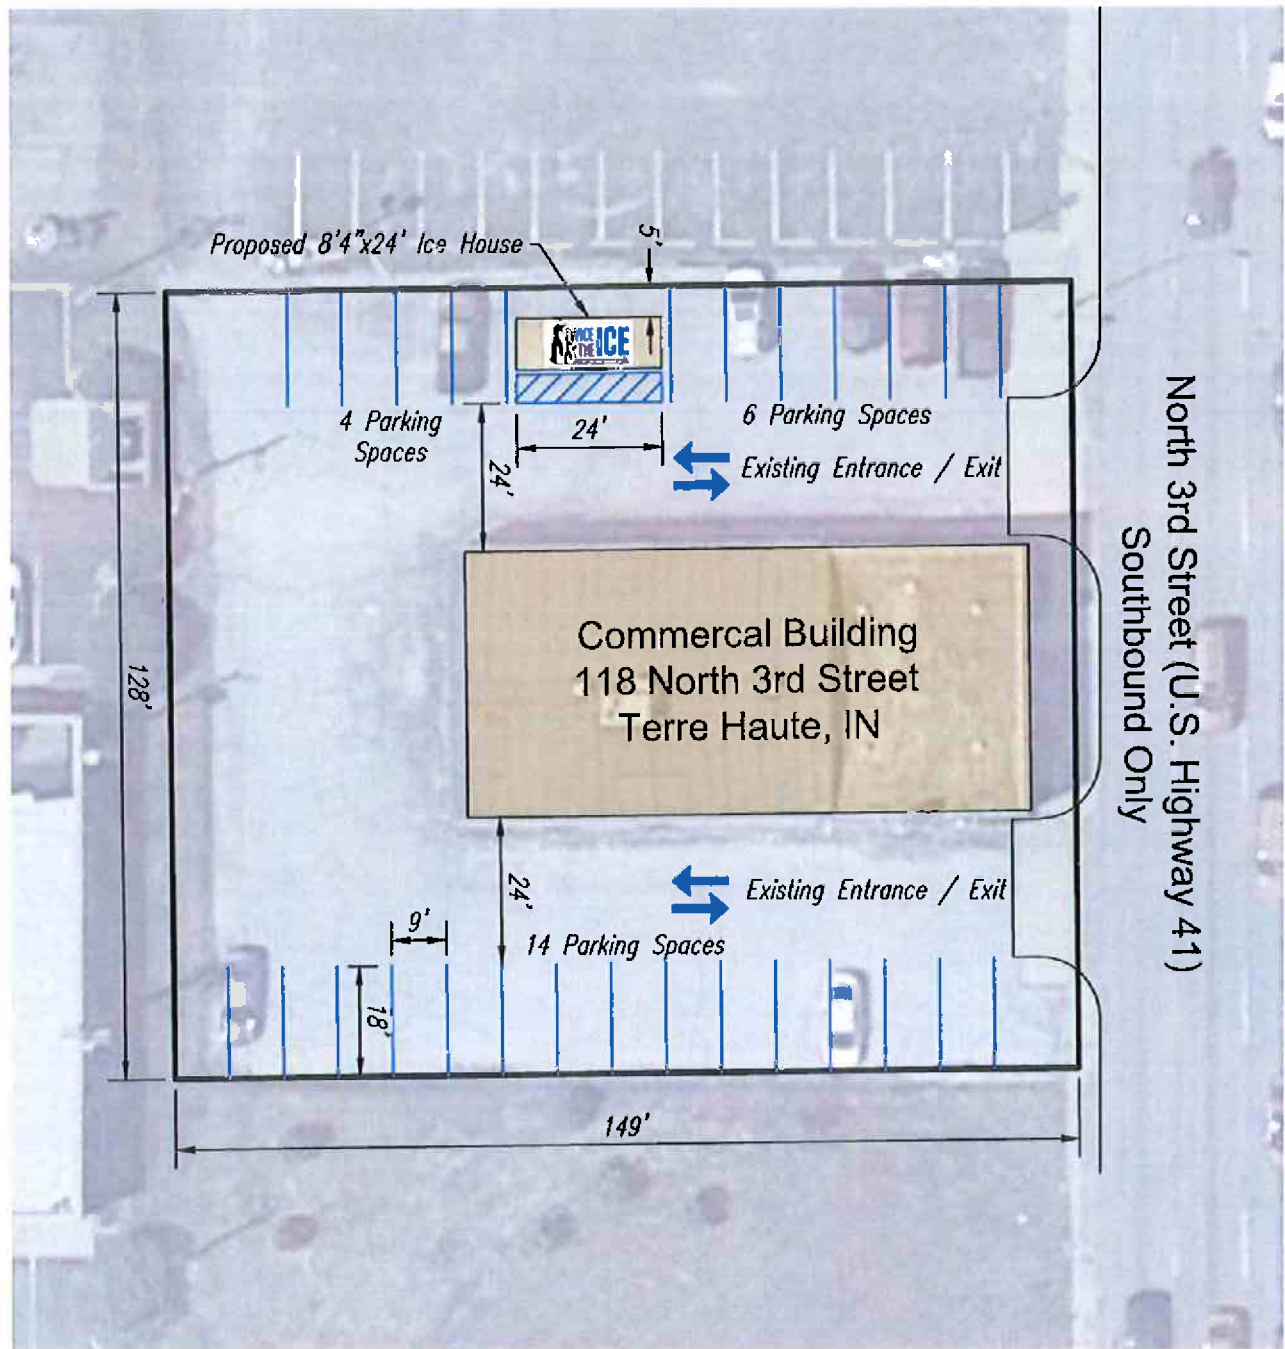 Proposed 8'4"x24' Ice House
5'
ICE
THE ICE
4 Parking
Spaces
24'
6 Parking Spaces
24'
Existing Entrance / Exit
North 3rd Street (U.S. Highway 41)
Southbound Only
Commercal Building
118 North 3rd Street
Terre Haute, IN
128'
24'
Existing Entrance / Exit
9'
14 Parking Spaces
18'
149'